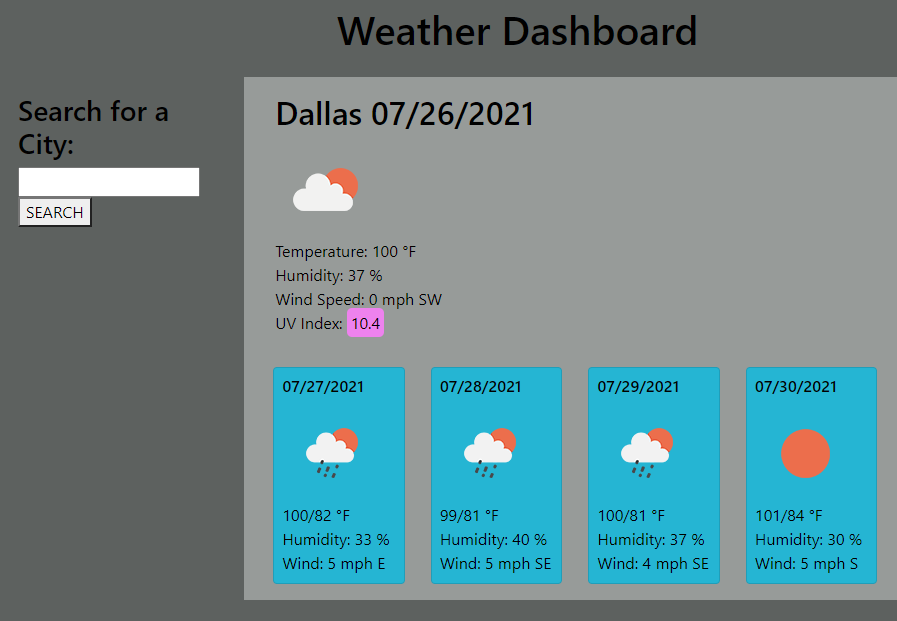 Weather Dashboard
Search for a
City:
SEARCH
Dallas 07/26/2021
Temperature: 100 °F
Humidity: 37 %
Wind Speed: 0 mph SW
UV Index: 10.4
07/27/2021
100/82 °F
Humidity: 33 %
Wind: 5 mph E
07/28/2021
99/81 °F
Humidity: 40 %
Wind: 5 mph SE
07/29/2021
100/81 °F
Humidity: 37 %
Wind: 4 mph SE
07/30/2021
101/84 °F
Humidity: 30 %
Wind: 5 mph S